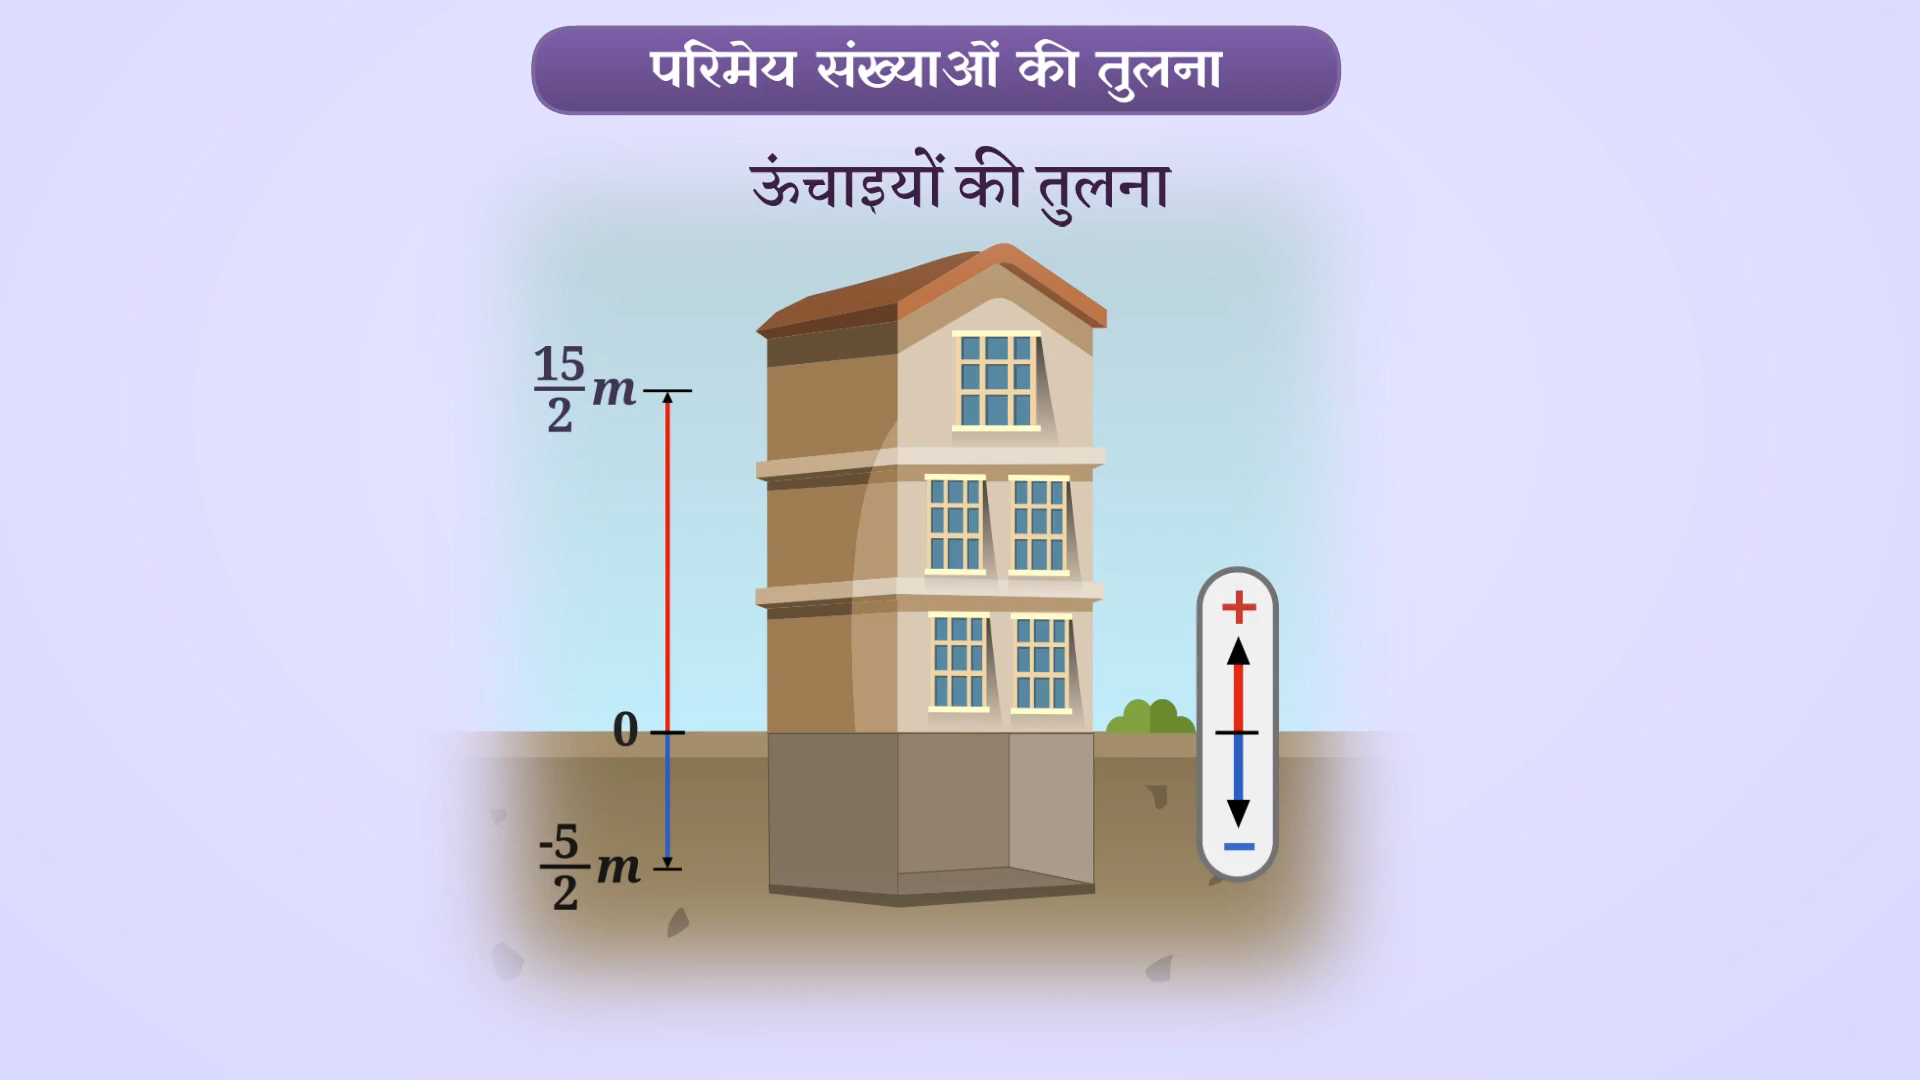 परिमेय संख्याओं की तुलना
ऊंचाइयों की तुलना
15/2 m
0
-5/2 m
+
−